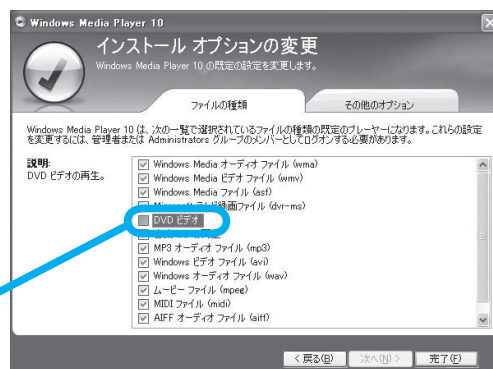 Windows Media Player 10
インストール オプションの変更
Windows Media Player 10 の既定の設定を変更します。
ファイルの種類
その他のオプション
Windows Media Player 10 は、次の一覧で選択されているファイルの種類の既定のプレーヤーになります。これらの設定
を変更するには、管理者または Administrators グループのメンバーとしてログオンする必要があります。
説明:
DVD ビデオの再生。
Windows Media オーディオ ファイル (wma)
Windows Media ビデオ ファイル (wmv)
Windows Media ファイル (asf)
Microsoft テレビ録画ファイル (dvr-ms)
DVD ビデオ
MP3 オーディオ ファイル (mp3)
Windows ビデオ ファイル (avi)
Windows オーディオ ファイル (wav)
ムービー ファイル (mpeg)
MIDI ファイル (midi)
AIFF オーディオ ファイル (aiff)
< 戻る(B)
次へ(N) >
完了(F)